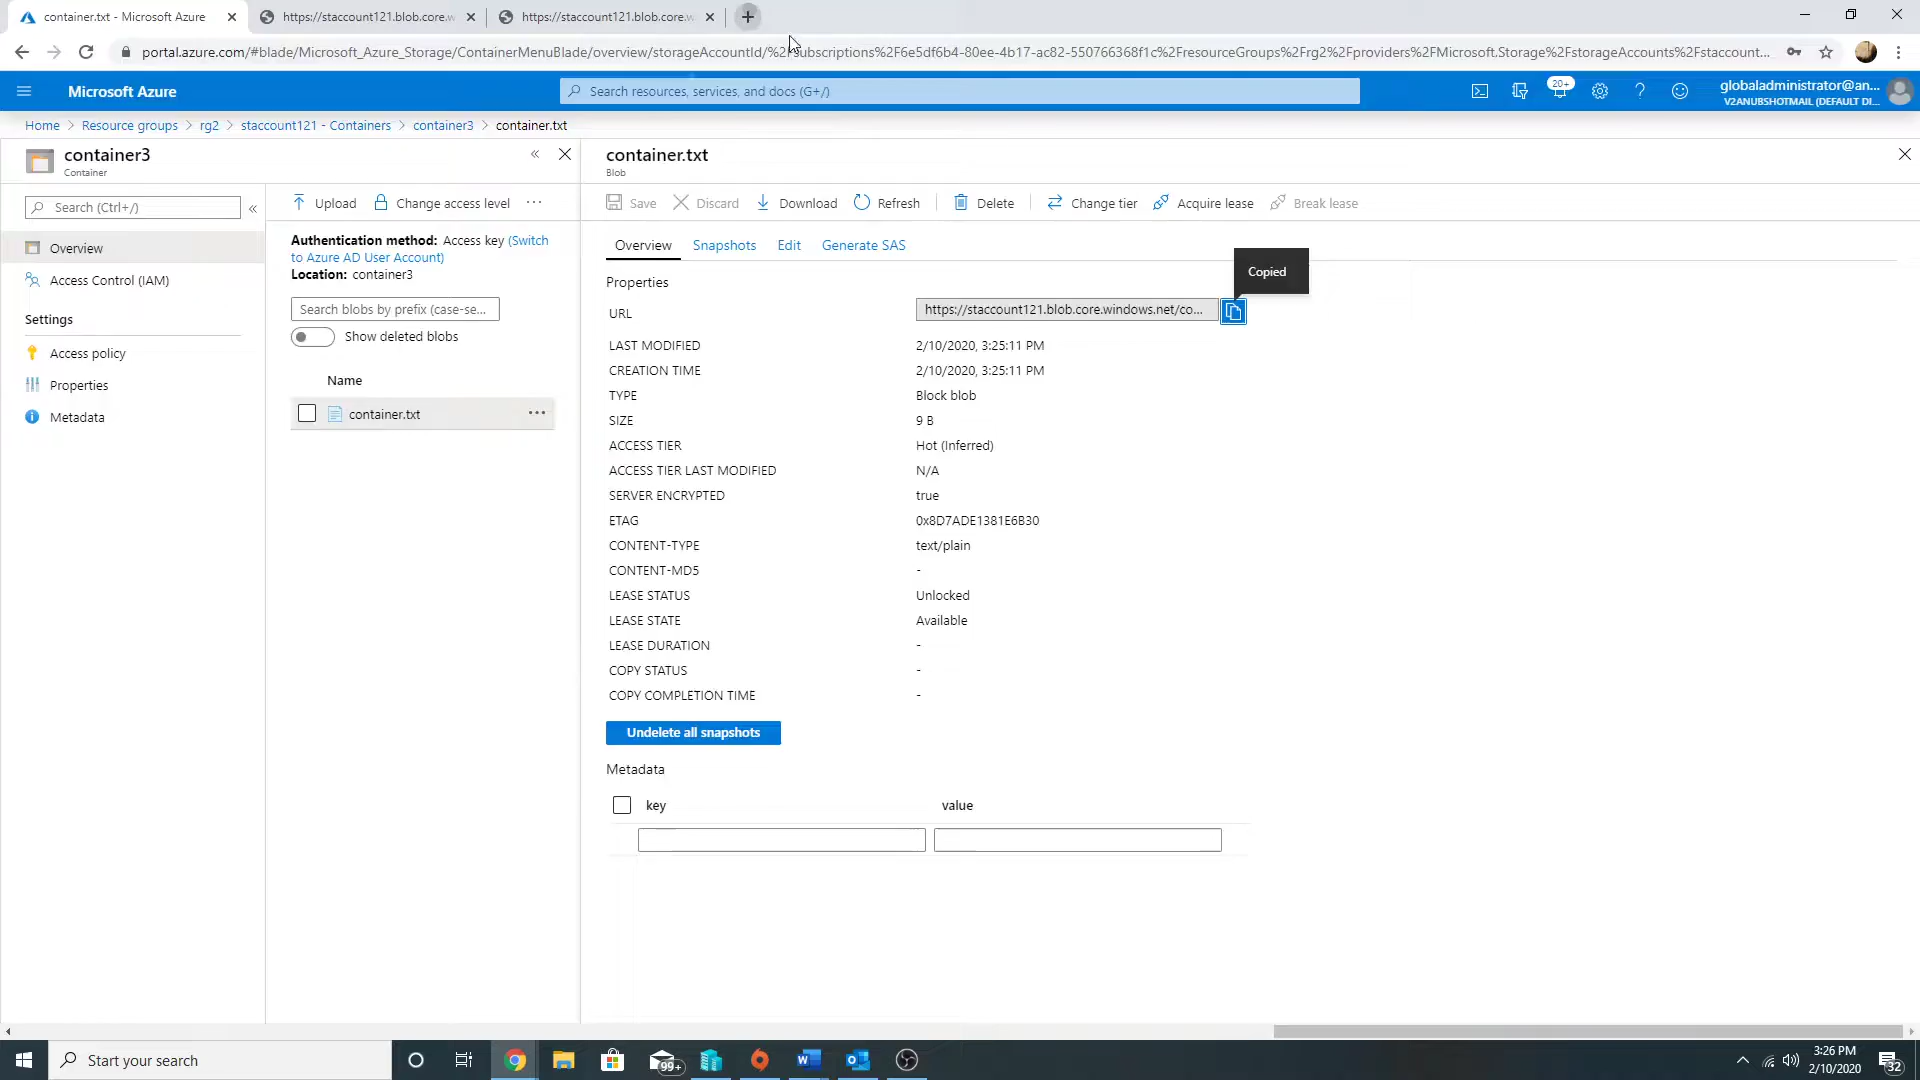 container.txt - Microsoft Azure
https://staccount121.blob.core.w
https://staccount121.blob.core.w
portal.azure.com/#blade/Microsoft_Azure_Storage/ContainerMenuBlade/overview/storageAccountId/%2Fsubscriptions%2F6e5df6b4-80ee-4b17-ac82-550766368f1c%2FresourceGroups%2Frg2%2Fproviders%2FMicrosoft.Storage%2FstorageAccounts%2Fstaccount...
Microsoft Azure
Search resources, services, and docs (G+/)
20+
globaladministrator@an...
V2ANUBSHOTMAIL (DEFAULT DI...
Home > Resource groups > rg2 > staccount121 - Containers > container3 > container.txt
container3
Container
Search (Ctrl+/)
Overview
Access Control (IAM)
Settings
Access policy
Properties
Metadata
Upload
Change access level
Authentication method: Access key (Switch
to Azure AD User Account)
Location: container3
Search blobs by prefix (case-se...
Show deleted blobs
Name
container.txt
container.txt
Blob
Save
Discard
Download
Refresh
Delete
Change tier
Acquire lease
Break lease
Overview
Snapshots
Edit
Generate SAS
Copied
Properties
URL https://staccount121.blob.core.windows.net/co...
LAST MODIFIED 2/10/2020, 3:25:11 PM
CREATION TIME 2/10/2020, 3:25:11 PM
TYPE Block blob
SIZE 9 B
ACCESS TIER Hot (Inferred)
ACCESS TIER LAST MODIFIED N/A
SERVER ENCRYPTED true
ETAG 0x8D7ADE1381E6B30
CONTENT-TYPE text/plain
CONTENT-MD5 -
LEASE STATUS Unlocked
LEASE STATE Available
LEASE DURATION -
COPY STATUS -
COPY COMPLETION TIME -
Undelete all snapshots
Metadata
key value
Start your search
99+
3:26 PM
2/10/2020
32